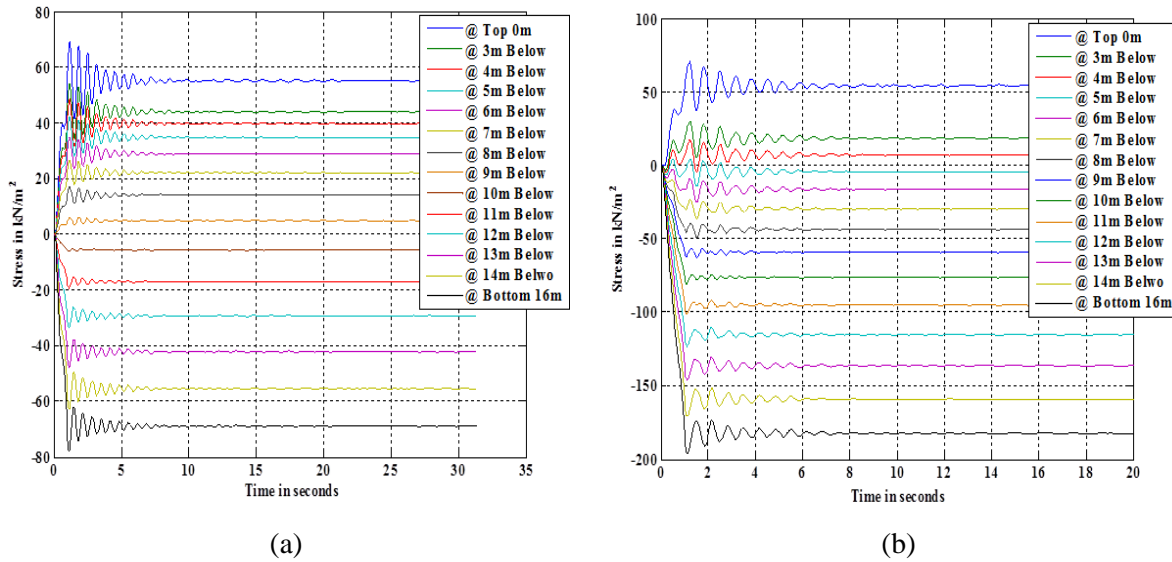 80
60
40
20
0
-20
-40
-60
-80
Stress in kN/m²
0 5 10 15 20 25 30 35
Time in seconds
@ Top 0m
@ 3m Below
@ 4m Below
@ 5m Below
@ 6m Below
@ 7m Below
@ 8m Below
@ 9m Below
@ 10m Below
@ 11m Below
@ 12m Below
@ 13m Below
@ 14m Belwo
@ Bottom 16m
(a)
100
50
0
-50
-100
-150
-200
Stress in kN/m²
0 2 4 6 8 10 12 14 16 18 20
Time in seconds
@ Top 0m
@ 3m Below
@ 4m Below
@ 5m Below
@ 6m Below
@ 7m Below
@ 8m Below
@ 9m Below
@ 10m Below
@ 11m Below
@ 12m Below
@ 13m Below
@ 14m Belwo
@ Bottom 16m
(b)